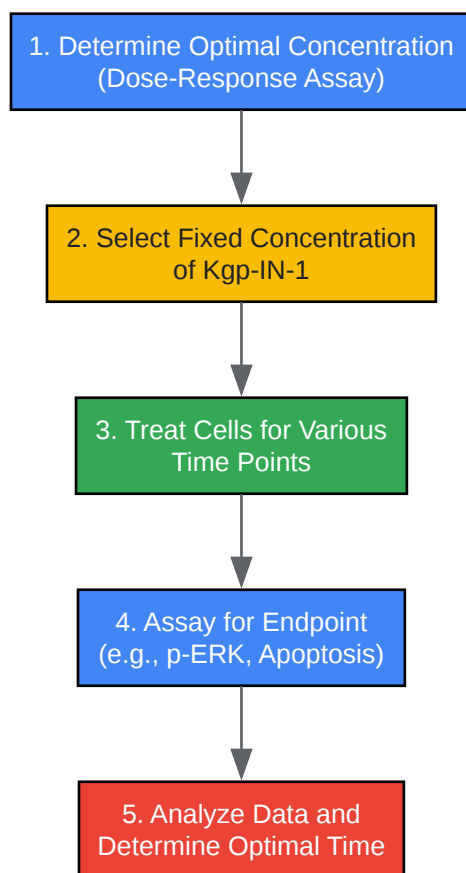 1. Determine Optimal Concentration
(Dose-Response Assay)
2. Select Fixed Concentration
of Kgp-IN-1
3. Treat Cells for Various
Time Points
4. Assay for Endpoint
(e.g., p-ERK, Apoptosis)
5. Analyze Data and
Determine Optimal Time